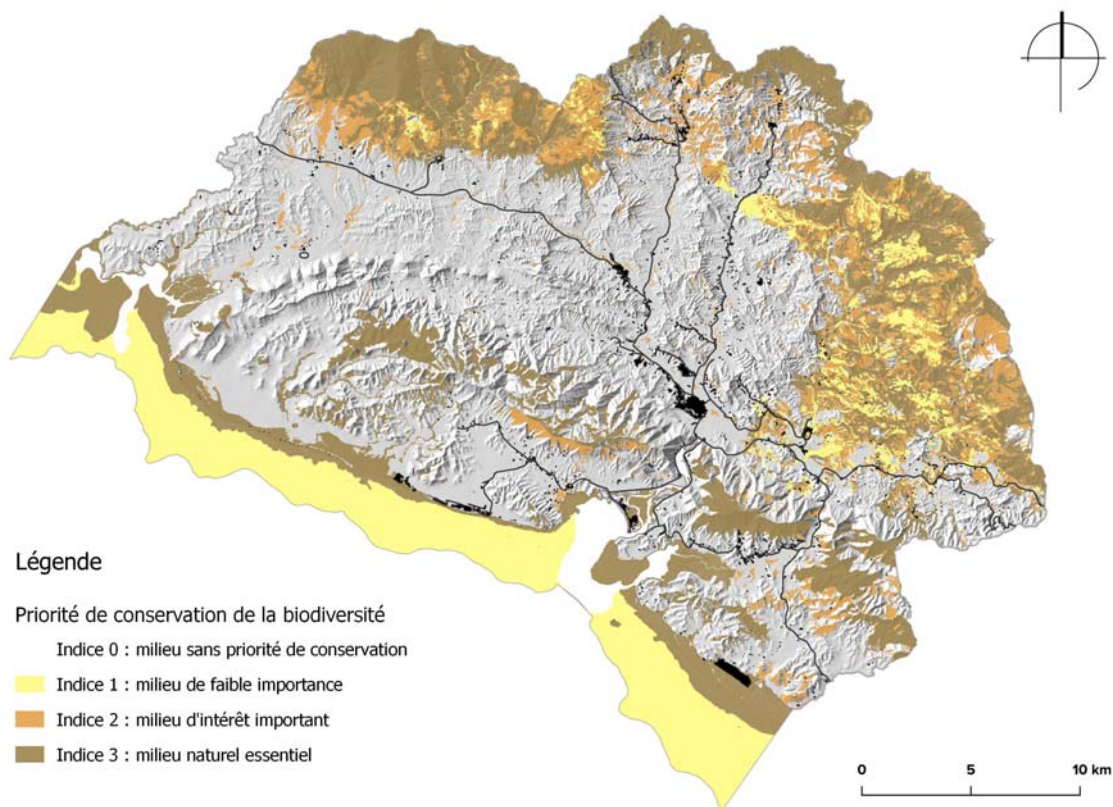 Légende
Priorité de conservation de la biodiversité
Indice 0 : milieu sans priorité de conservation
Indice 1 : milieu de faible importance
Indice 2 : milieu d'intérêt important
Indice 3 : milieu naturel essentiel
0 5 10 km